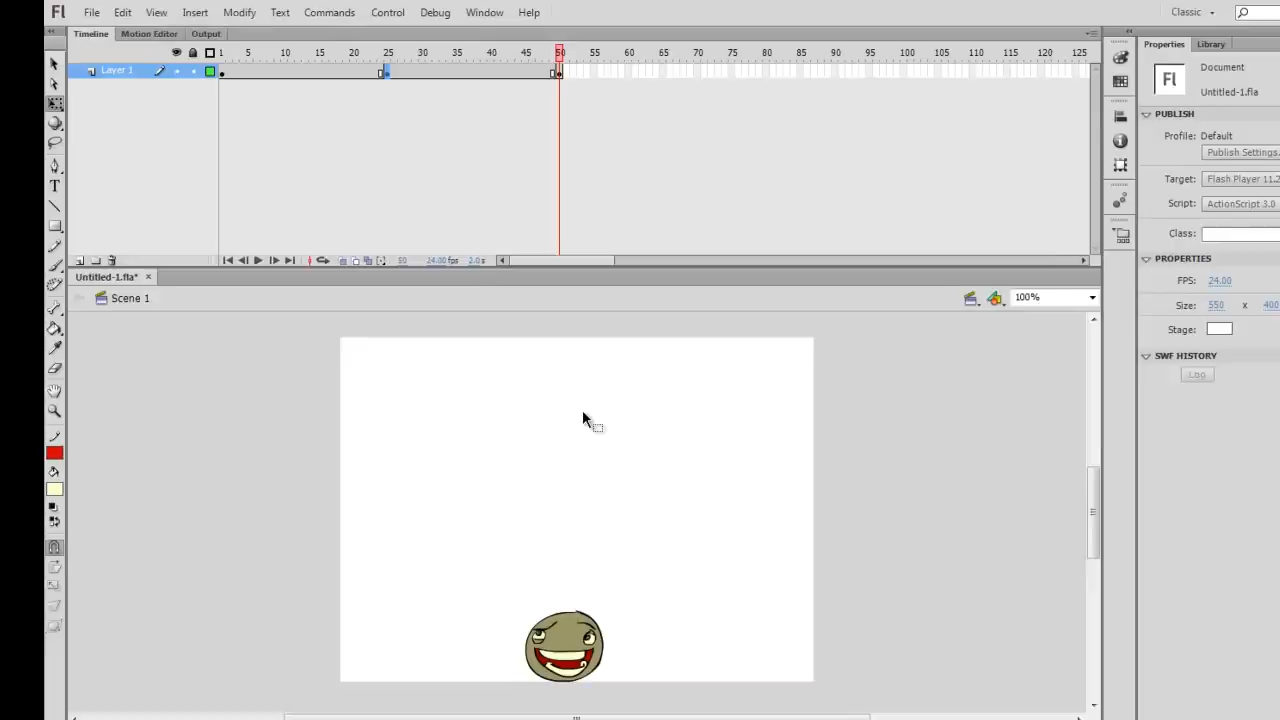 Fl File Edit View Insert Modify Text Commands Control Debug Window Help Classic
Timeline Motion Editor Output Properties Library
1 5 10 15 20 25 30 35 40 45 50 55 60 65 70 75 80 85 90 95 100 105 110 115 120 125
Layer 1
Fl Document
Untitled-1.fla
PUBLISH
Profile: Default
Publish Settings.
Target: Flash Player 11.2
Script: ActionScript 3.0
Class:
50 24.00 fps 2.0 s
PROPERTIES
Untitled-1.fla* ×
FPS: 24.00
Scene 1 100%
Size: 550 x 400
Stage:
SWF HISTORY
Log
T